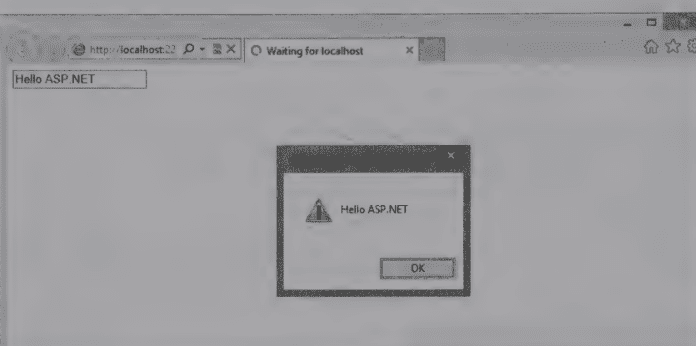 http://localhost:22
Waiting for localhost
Hello ASP.NET
Hello ASP.NET
OK